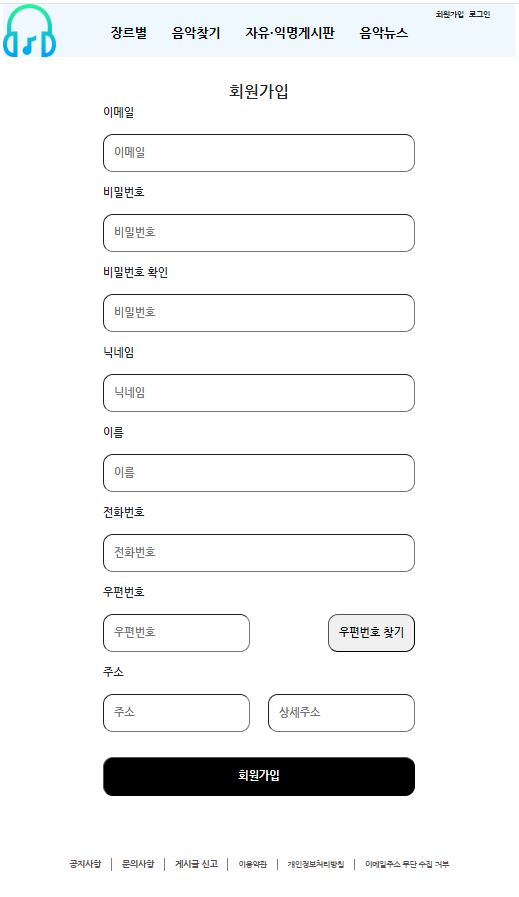 회원가입 로그인
장르별 음악찾기 자유·익명게시판 음악뉴스
회원가입
이메일
이메일
비밀번호
비밀번호
비밀번호 확인
비밀번호
닉네임
닉네임
이름
이름
전화번호
전화번호
우편번호
우편번호 우편번호 찾기
주소
주소 상세주소
회원가입
공지사항 문의사항 게시글 신고 이용약관 개인정보처리방침 이메일주소 무단 수집 거부